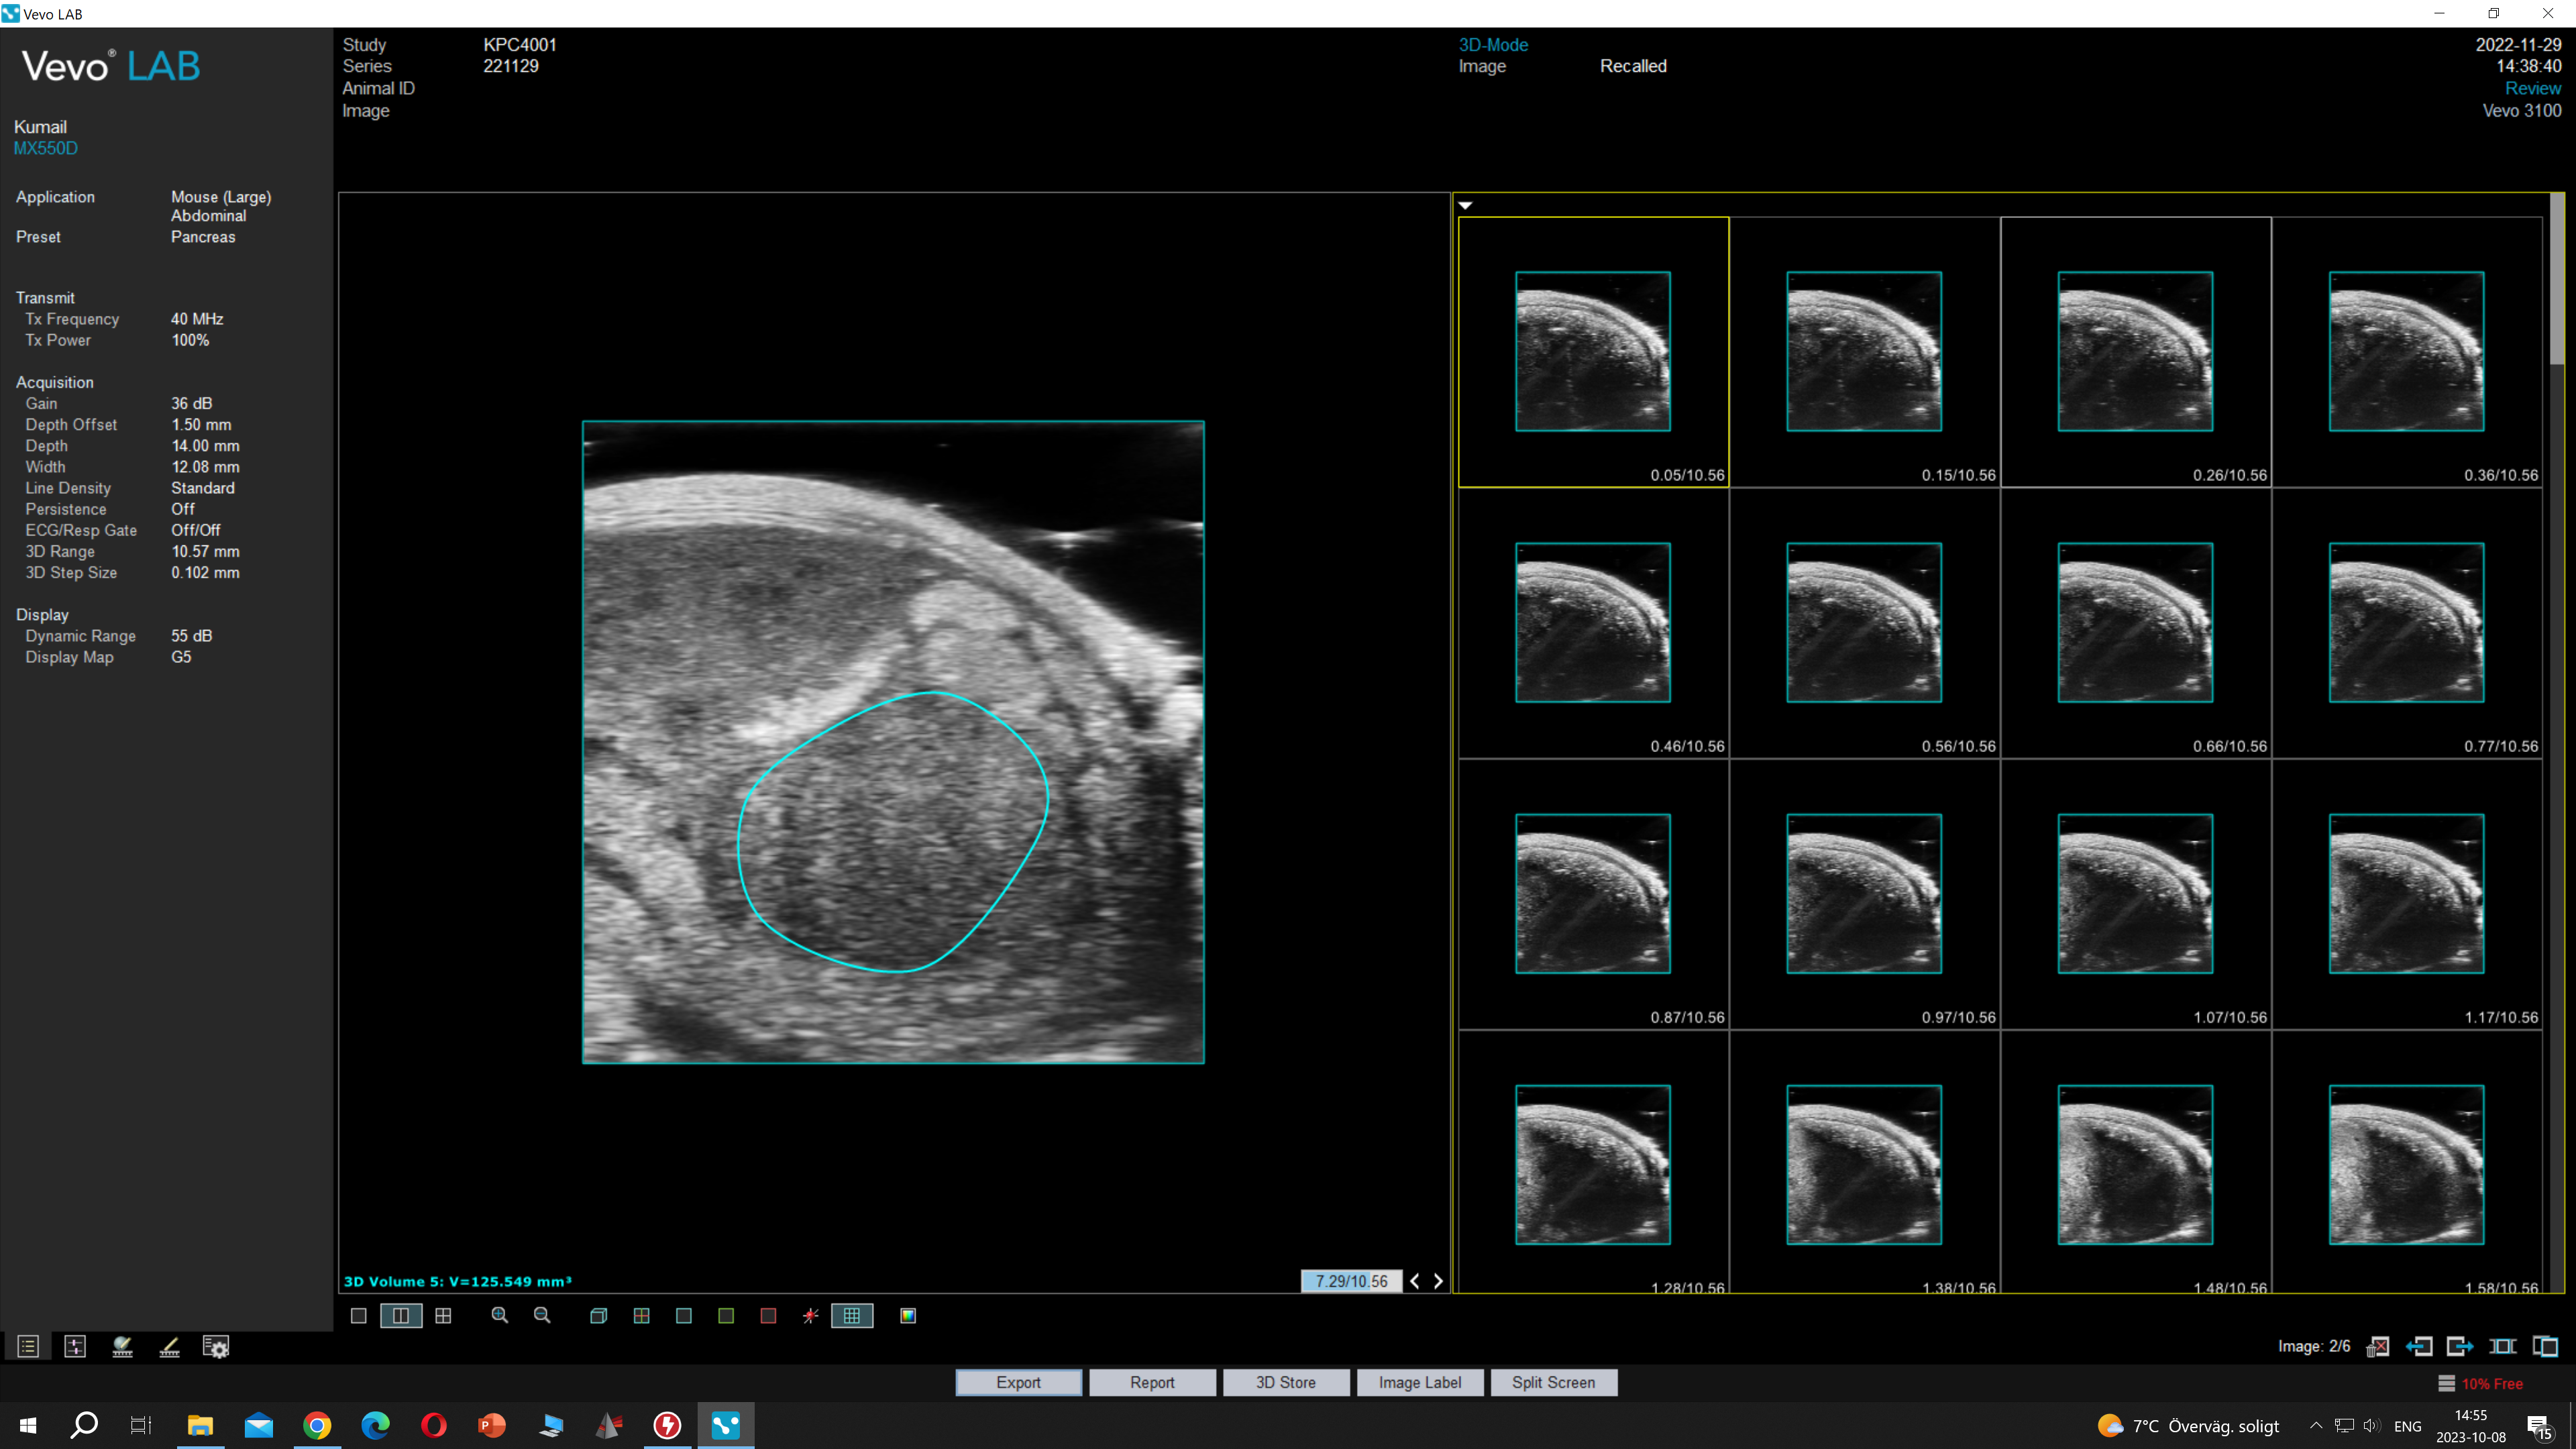 Vevo LAB
Vevo® LAB
Study KPC4001
Series 221129
Animal ID
Image
3D-Mode
Image Recalled
2022-11-29
14:38:40
Review
Vevo 3100
Kumail
MX550D
Application Mouse (Large)
Abdominal
Preset Pancreas
Transmit
Tx Frequency 40 MHz
Tx Power 100%
Acquisition
Gain 36 dB
Depth Offset 1.50 mm
Depth 14.00 mm
Width 12.08 mm
Line Density Standard
Persistence Off
ECG/Resp Gate Off/Off
3D Range 10.57 mm
3D Step Size 0.102 mm
Display
Dynamic Range 55 dB
Display Map G5
3D Volume 5: V=125.549 mm³
7.29/10.56
0.05/10.56 0.15/10.56 0.26/10.56 0.36/10.56
0.46/10.56 0.56/10.56 0.66/10.56 0.77/10.56
0.87/10.56 0.97/10.56 1.07/10.56 1.17/10.56
1.28/10.56 1.38/10.56 1.48/10.56 1.58/10.56
Image: 2/6
Export Report 3D Store Image Label Split Screen
10% Free
7°C Överväg. soligt
ENG
14:55
2023-10-08
15